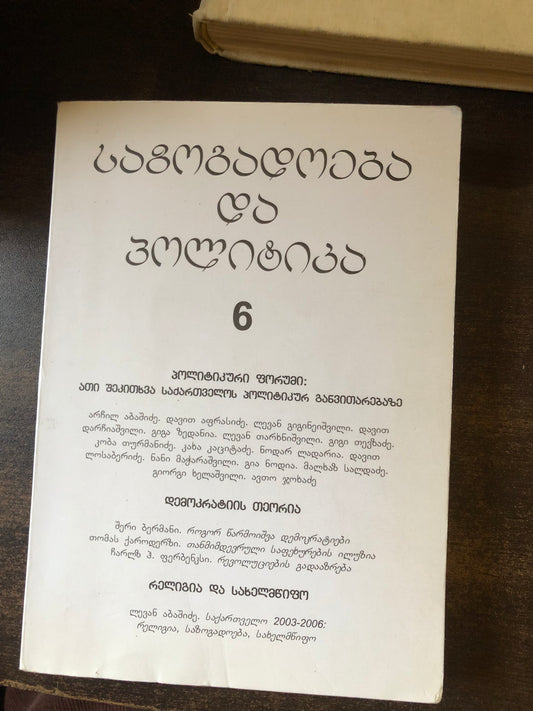 საზოგადოება
და
პოლიტიკა
6
პოლიტიკური ფორუმი:
ათი შეკითხვა საქართველოს პოლიტიკურ განვითარებაზე
არჩილ აბაშიძე. დავით აფრასიძე. ლევან გიგინეიშვილი. დავით
დარჩიაშვილი. გიგა ზედანია. ლევან თარხნიშვილი. გიგი თევზაძე.
კობა თურმანიძე. კახა კაციტაძე. ნოდარ ლადარია. დავით
ლოსაბერიძე. ნანი მაჭარაშვილი. გია ნოდია. მალხაზ სალდაძე.
გიორგი ხელაშვილი. ავთო ჯოხაძე
დემოკრატიის თეორია
შერი ბერმანი. როგორ წარმოიშვა დემოკრატიები
თომას ქაროდერზი. თანმიმდევრული საფეხურების ილუზია
ჩარლზ ჰ. ფერბენკსი. რევოლუციების გადააზრება
რელიგია და სახელმწიფო
ლევან აბაშიძე. საქართველო 2003-2006:
რელიგია, საზოგადოება, სახელმწიფო